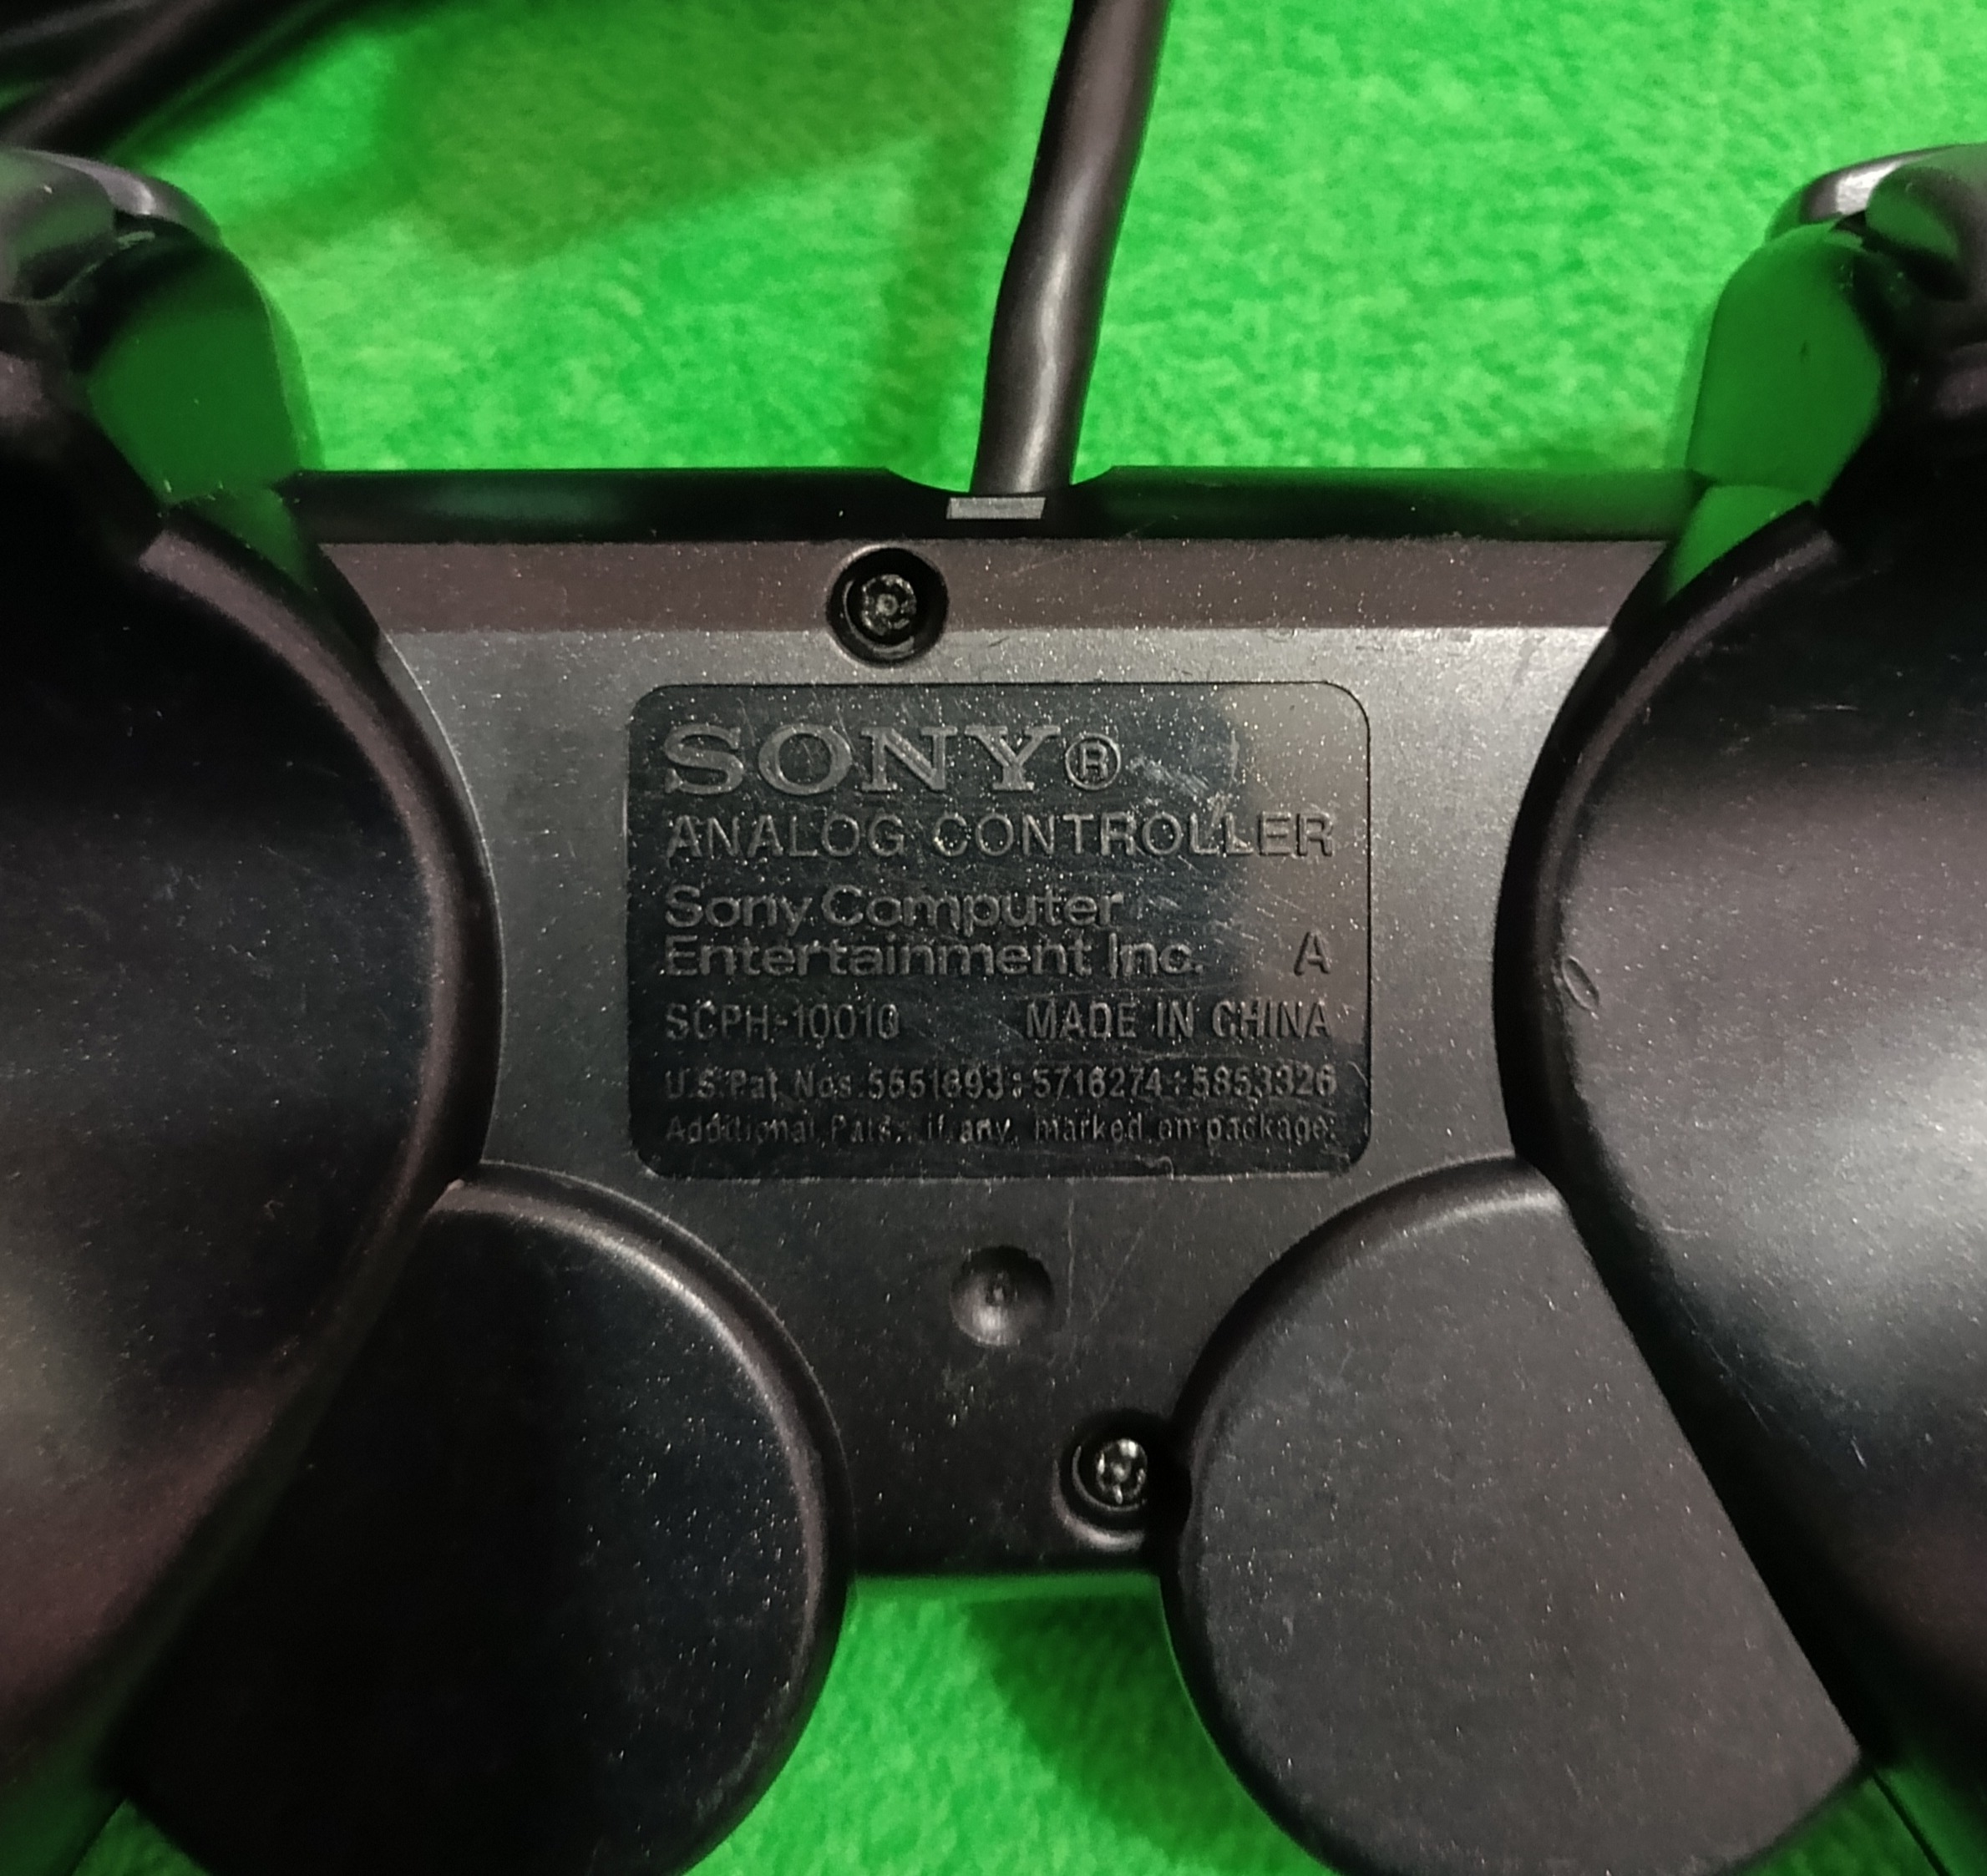 SONY®
ANALOG CONTROLLER
Sony Computer
Entertainment Inc. A
SCPH-10010 MADE IN CHINA
U.S.Pat. Nos. 5551693; 5716274; 5853326
Additional Pats., if any, marked on package.